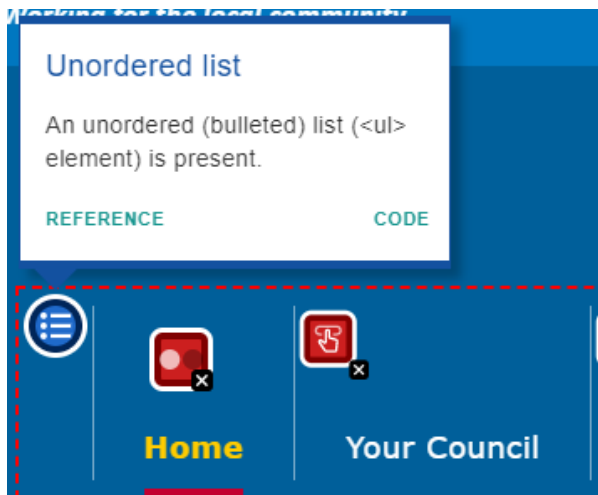 Working for the local community
Unordered list
An unordered (bulleted) list (<ul>
element) is present.
REFERENCE CODE
Home Your Council